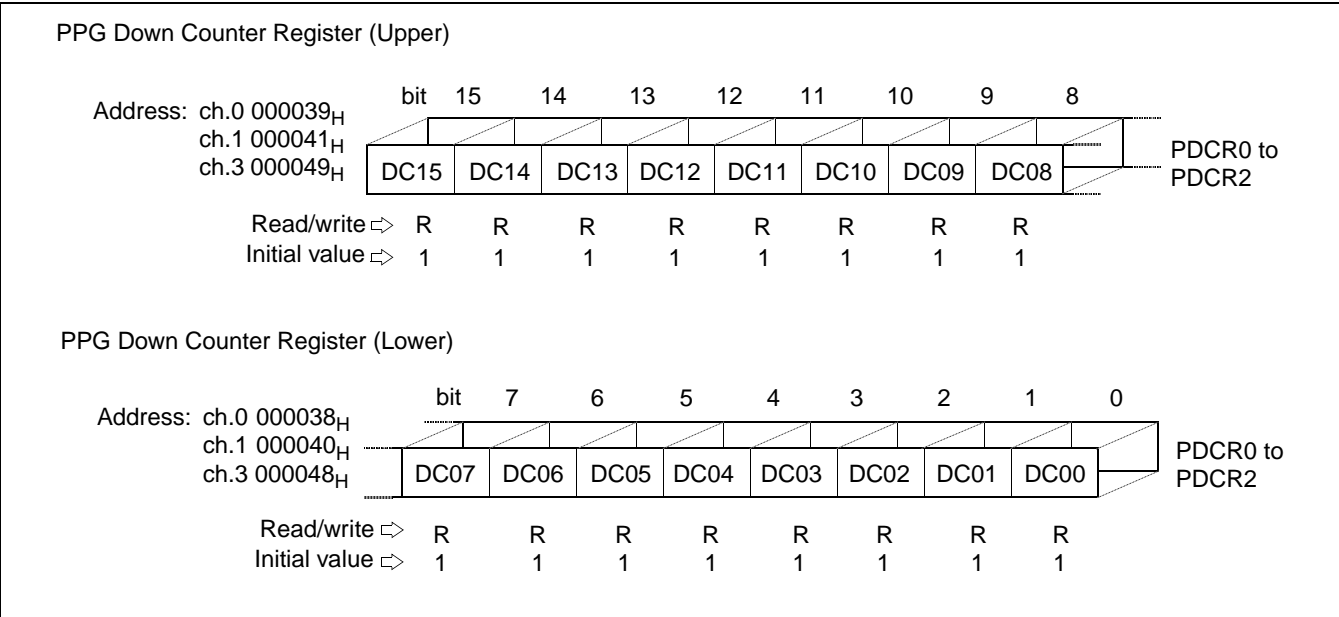 PPG Down Counter Register (Upper)
bit 15 14 13 12 11 10 9 8
Address: ch.0 000039H
ch.1 000041H
ch.3 000049H
DC15 DC14 DC13 DC12 DC11 DC10 DC09 DC08
PDCR0 to
PDCR2
Read/write ⇨ R R R R R R R R
Initial value ⇨ 1 1 1 1 1 1 1 1
PPG Down Counter Register (Lower)
bit 7 6 5 4 3 2 1 0
Address: ch.0 000038H
ch.1 000040H
ch.3 000048H
DC07 DC06 DC05 DC04 DC03 DC02 DC01 DC00
PDCR0 to
PDCR2
Read/write ⇨ R R R R R R R R
Initial value ⇨ 1 1 1 1 1 1 1 1